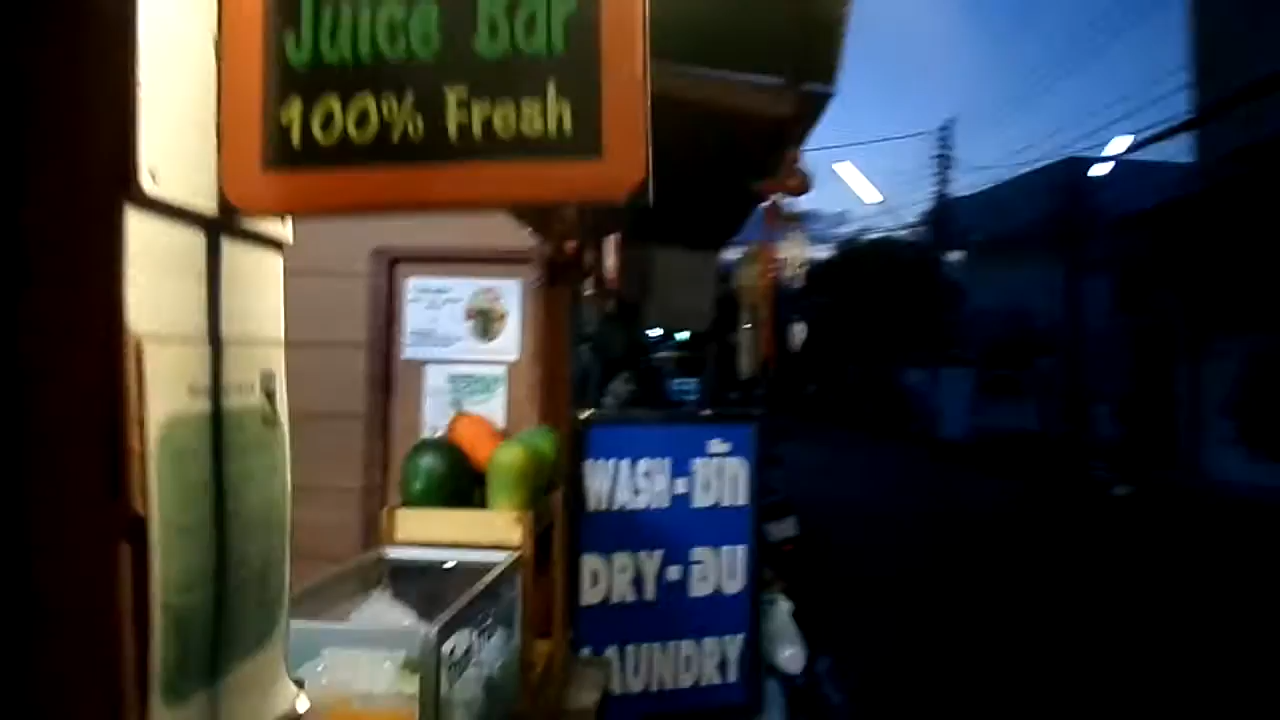 Juice Bar
100% Fresh
WASH-ซัก
DRY-อบ
LAUNDRY